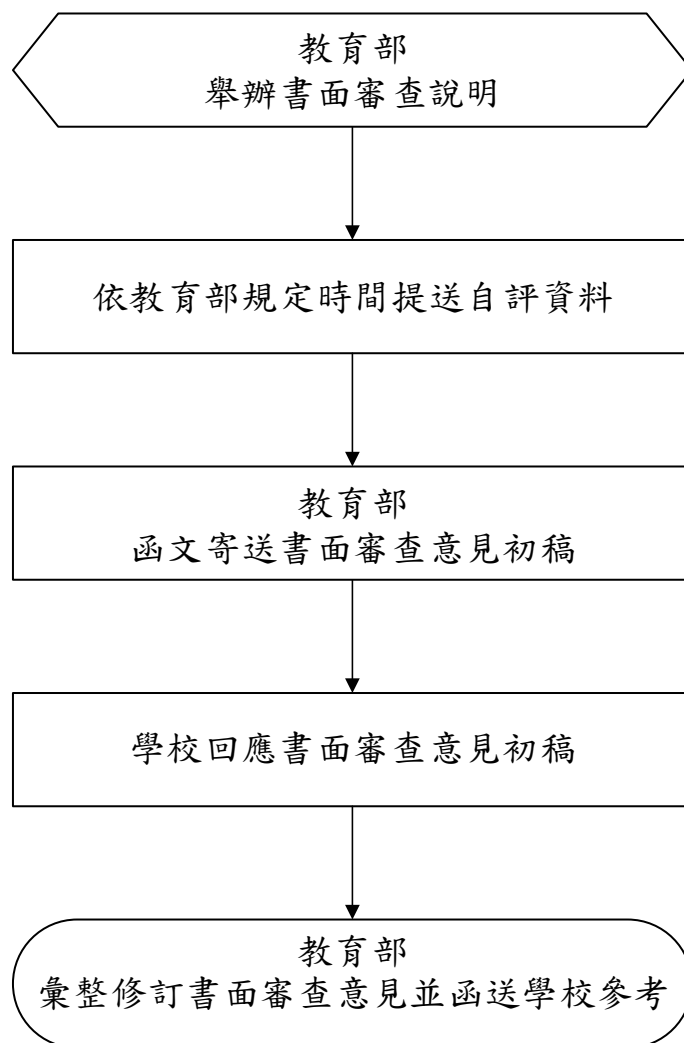 教育部
舉辦書面審查說明
依教育部規定時間提送自評資料
教育部
函文寄送書面審查意見初稿
學校回應書面審查意見初稿
教育部
彙整修訂書面審查意見並函送學校參考